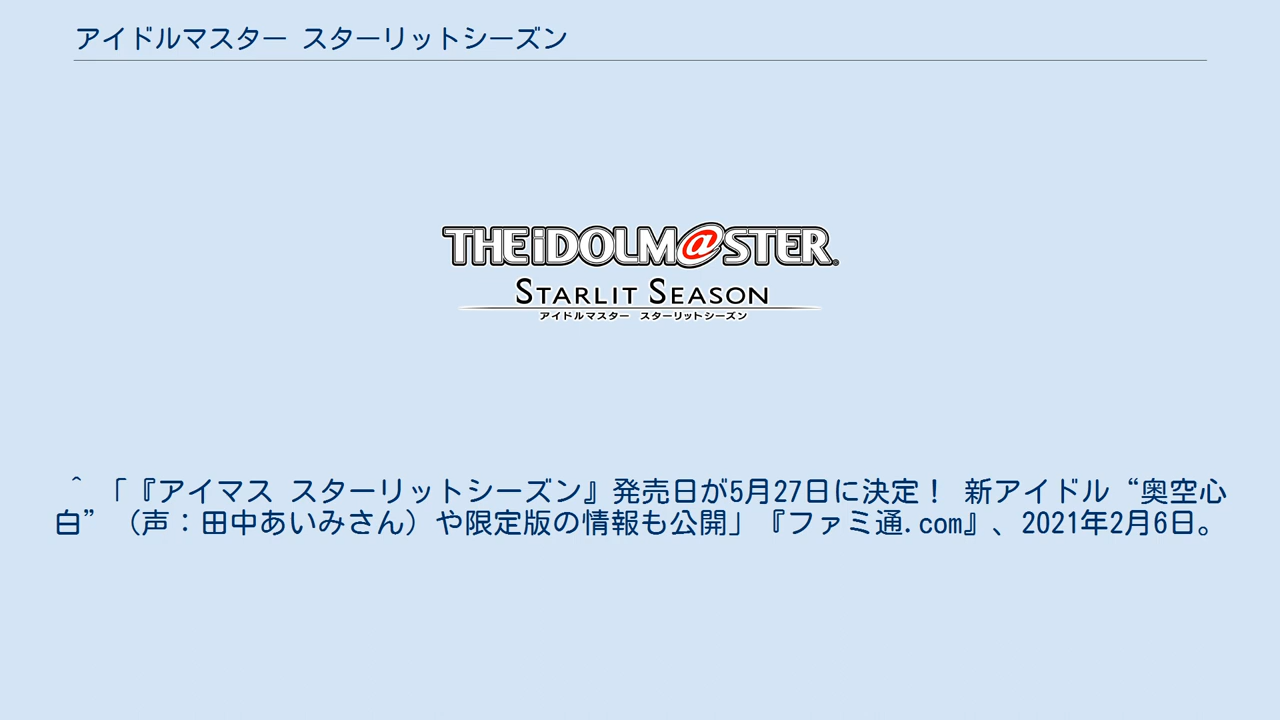 アイドルマスター スターリットシーズン
THE iDOLM@STER®
STARLIT SEASON
アイドルマスター スターリットシーズン
^ 「『アイマス スターリットシーズン』発売日が5月27日に決定！ 新アイドル“奥空心
白”（声：田中あいみさん）や限定版の情報も公開」『ファミ通.com』、2021年2月6日。